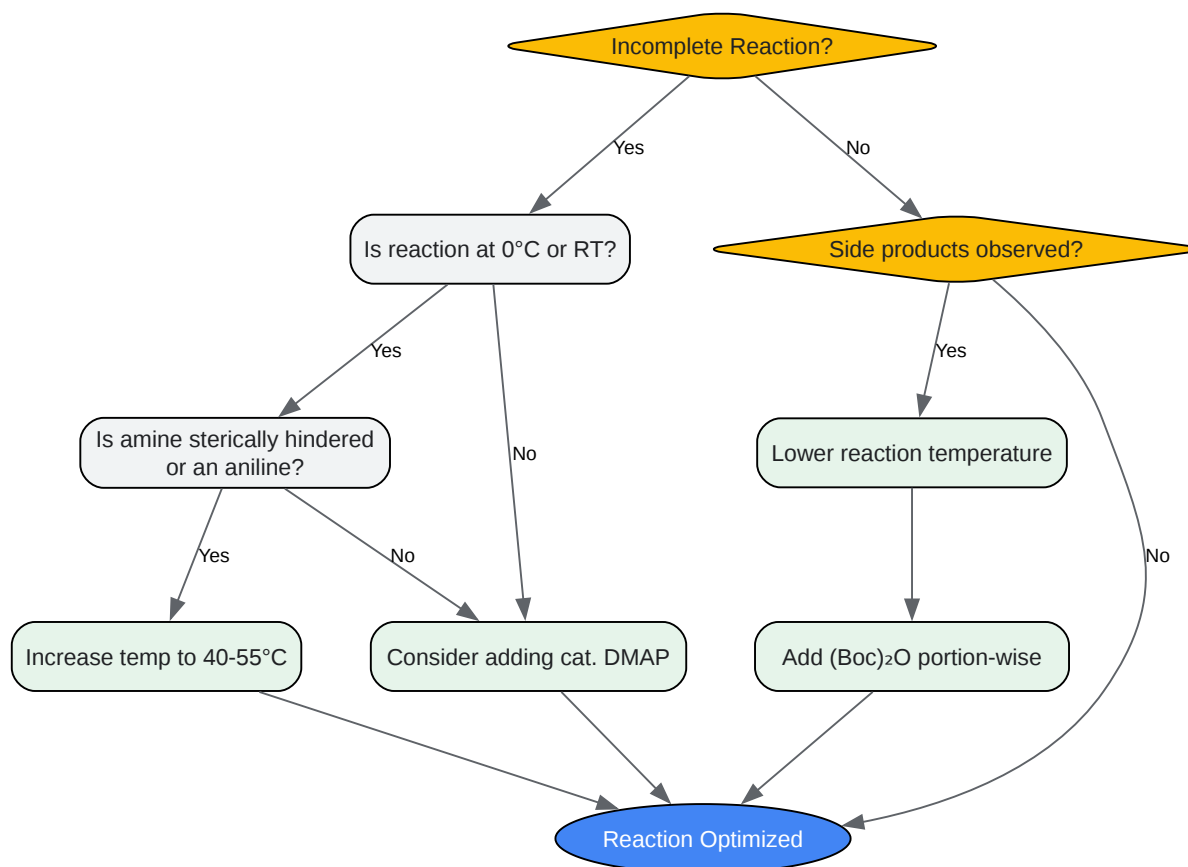 Incomplete Reaction?
Yes
No
Is reaction at 0°C or RT?
Side products observed?
Yes
Yes
Is amine sterically hindered
or an aniline?
No
Lower reaction temperature
Yes
No
No
Increase temp to 40-55°C
Consider adding cat. DMAP
Add (Boc)₂O portion-wise
Reaction Optimized